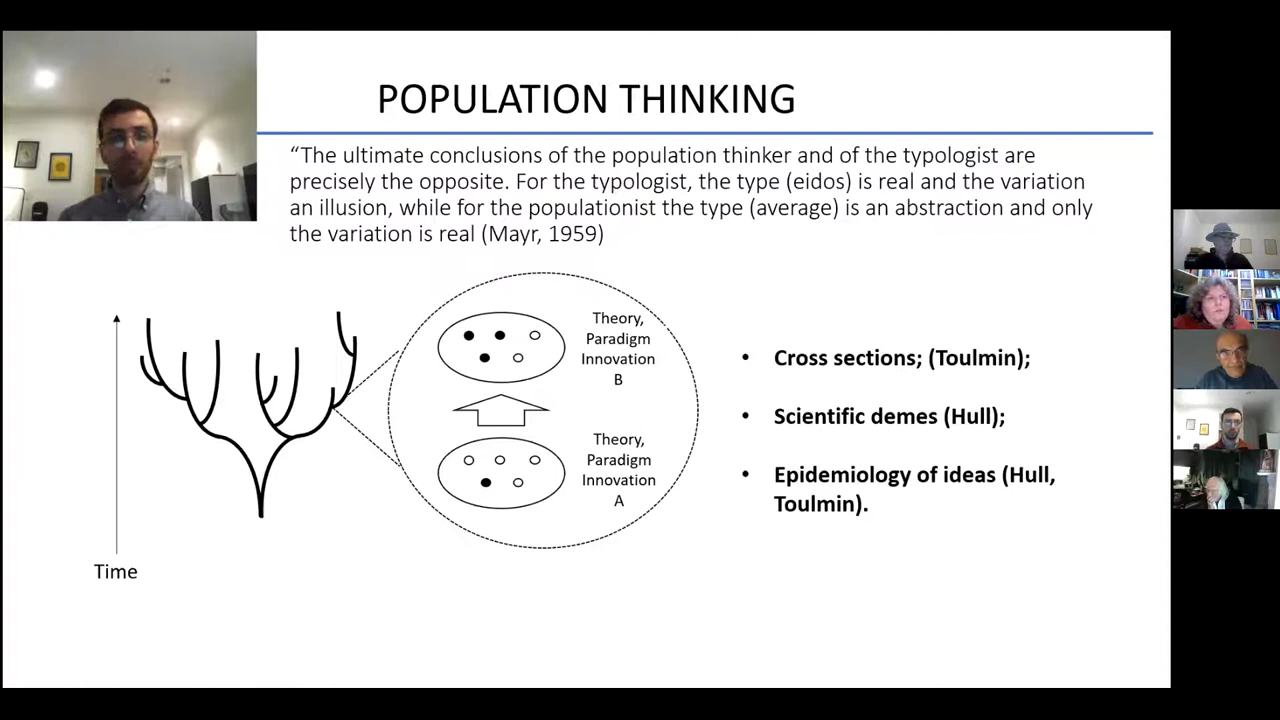 POPULATION THINKING
“The ultimate conclusions of the population thinker and of the typologist are
precisely the opposite. For the typologist, the type (eidos) is real and the variation
an illusion, while for the populationist the type (average) is an abstraction and only
the variation is real (Mayr, 1959)
Theory,
Paradigm
Innovation
B
Theory,
Paradigm
Innovation
A
Time
• Cross sections; (Toulmin);
• Scientific demes (Hull);
• Epidemiology of ideas (Hull,
Toulmin).